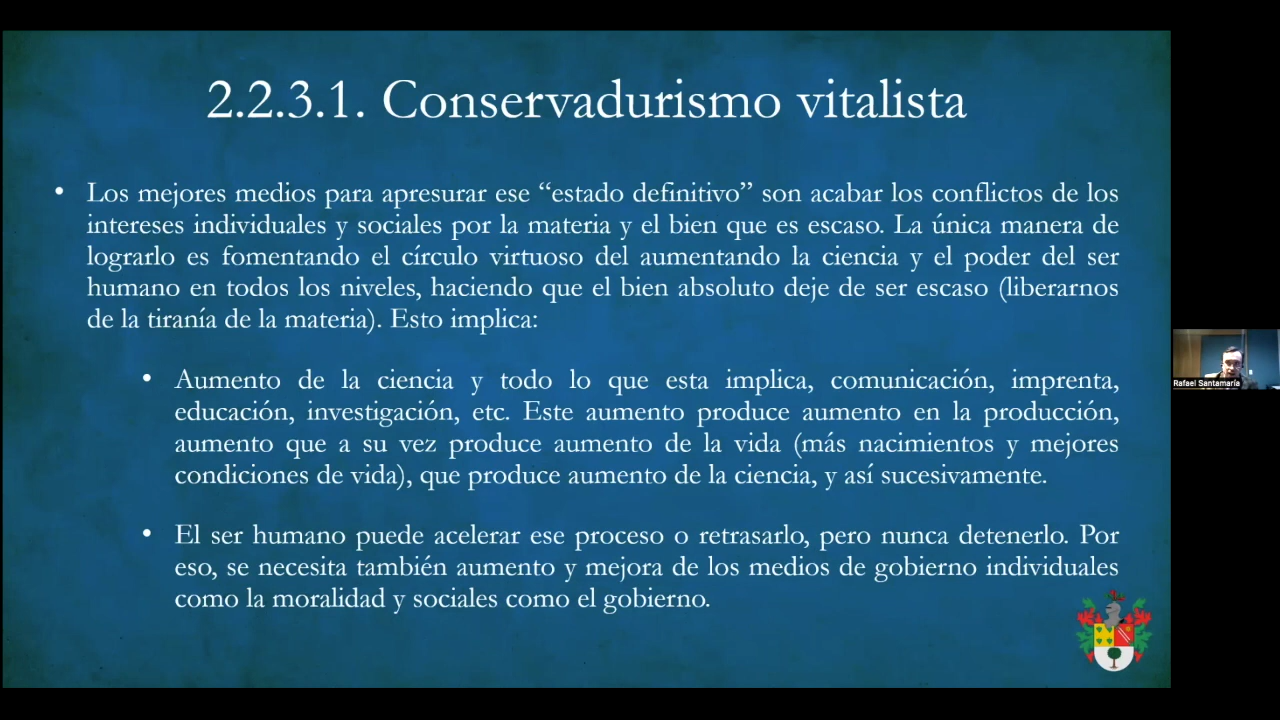 2.2.3.1. Conservadurismo vitalista
• Los mejores medios para apresurar ese “estado definitivo” son acabar los conflictos de los
intereses individuales y sociales por la materia y el bien que es escaso. La única manera de
lograrlo es fomentando el círculo virtuoso del aumentando la ciencia y el poder del ser
humano en todos los niveles, haciendo que el bien absoluto deje de ser escaso (liberarnos
de la tiranía de la materia). Esto implica:
• Aumento de la ciencia y todo lo que esta implica, comunicación, imprenta,
educación, investigación, etc. Este aumento produce aumento en la producción,
aumento que a su vez produce aumento de la vida (más nacimientos y mejores
condiciones de vida), que produce aumento de la ciencia, y así sucesivamente.
• El ser humano puede acelerar ese proceso o retrasarlo, pero nunca detenerlo. Por
eso, se necesita también aumento y mejora de los medios de gobierno individuales
como la moralidad y sociales como el gobierno.
Rafael Santamaría